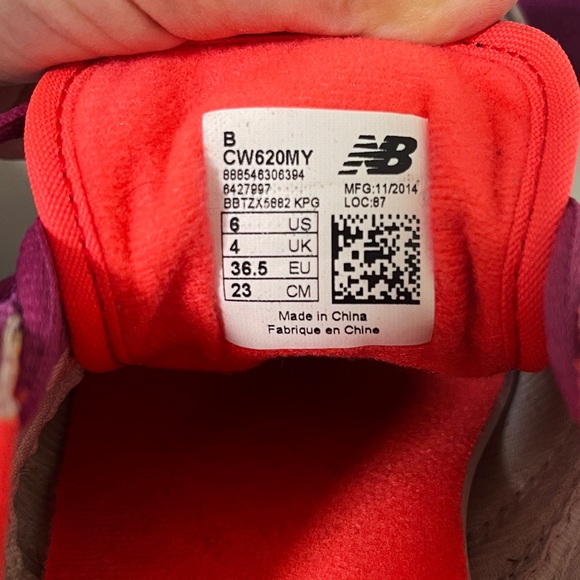 B
CW620MY
NB
888546306394
6427997
BBTZX5882 KPG
MFG:11/2014
LOC:87
6 US
4 UK
36.5 EU
23 CM
Made in China
Fabrique en Chine